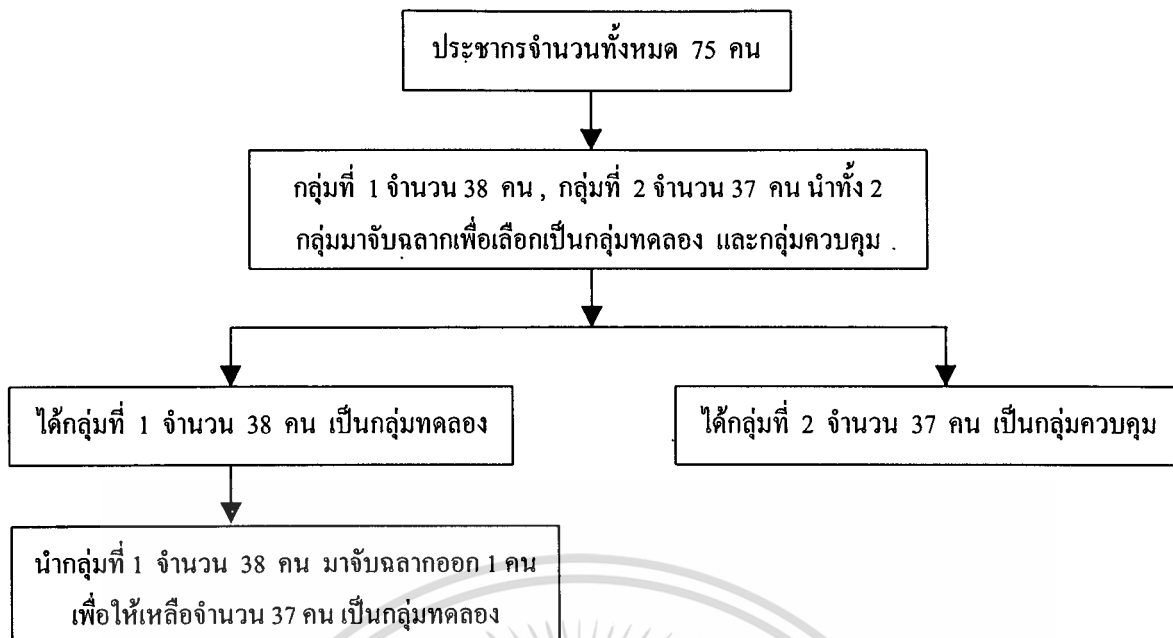 ประชากรจำนวนทั้งหมด 75 คน
กลุ่มที่ 1 จำนวน 38 คน , กลุ่มที่ 2 จำนวน 37 คน นำทั้ง 2
กลุ่มมาจับฉลากเพื่อเลือกเป็นกลุ่มทดลอง และกลุ่มควบคุม .
ได้กลุ่มที่ 1 จำนวน 38 คน เป็นกลุ่มทดลอง
ได้กลุ่มที่ 2 จำนวน 37 คน เป็นกลุ่มควบคุม
นำกลุ่มที่ 1 จำนวน 38 คน มาจับฉลากออก 1 คน
เพื่อให้เหลือจำนวน 37 คน เป็นกลุ่มทดลอง